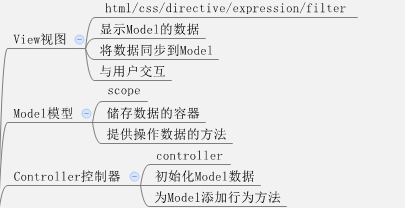 html/css/directive/expression/filter
View视图
显示Model的数据
将数据同步到Model
与用户交互
scope
Model模型
储存数据的容器
提供操作数据的方法
controller
Controller控制器
初始化Model数据
为Model添加行为方法